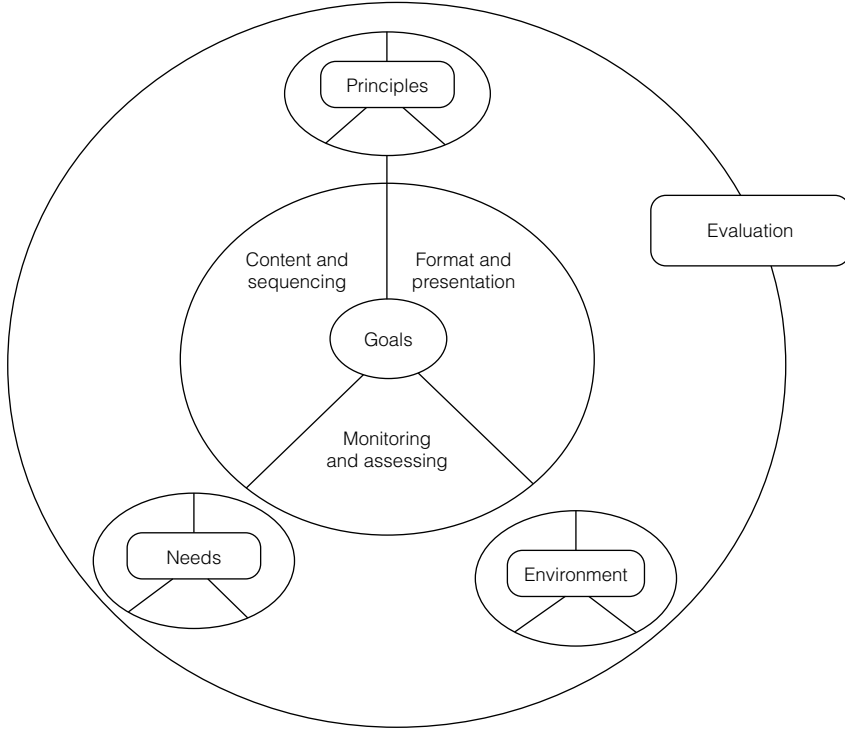 Principles
Evaluation
Content and
sequencing
Format and
presentation
Goals
Monitoring
and assessing
Needs
Environment